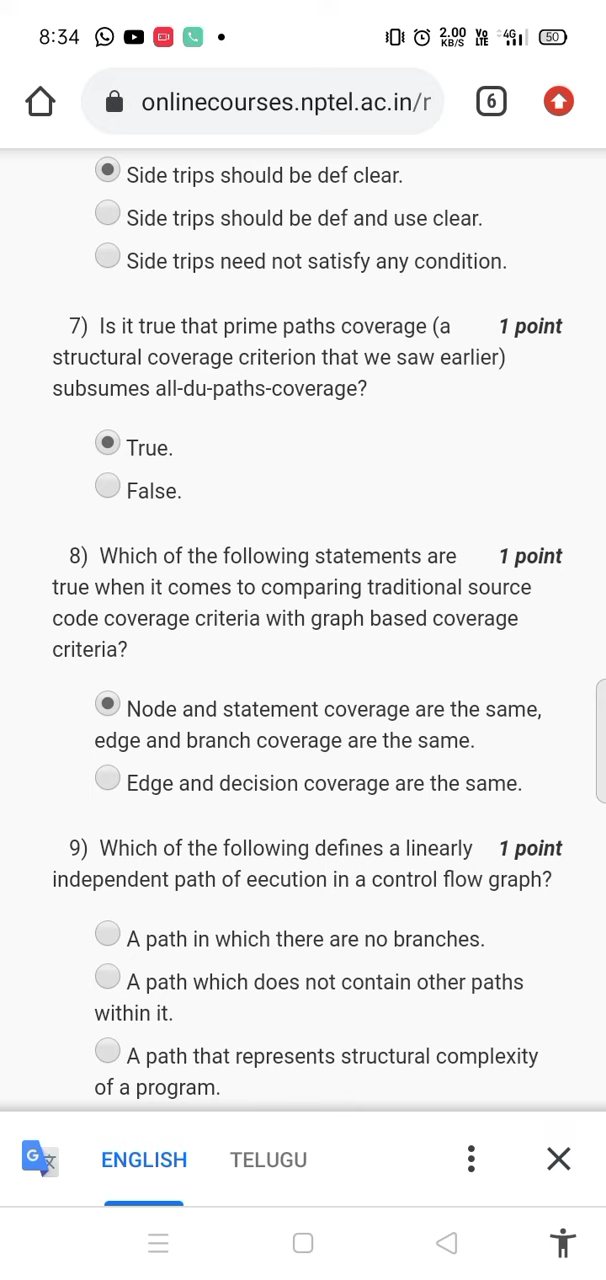 8:34
2.00 KB/S Vo LTE 4G 50
onlinecourses.nptel.ac.in/r
6
Side trips should be def clear.
Side trips should be def and use clear.
Side trips need not satisfy any condition.
7) Is it true that prime paths coverage (a 1 point
structural coverage criterion that we saw earlier)
subsumes all-du-paths-coverage?
True.
False.
8) Which of the following statements are 1 point
true when it comes to comparing traditional source
code coverage criteria with graph based coverage
criteria?
Node and statement coverage are the same,
edge and branch coverage are the same.
Edge and decision coverage are the same.
9) Which of the following defines a linearly 1 point
independent path of eecution in a control flow graph?
A path in which there are no branches.
A path which does not contain other paths
within it.
A path that represents structural complexity
of a program.
G 文 ENGLISH TELUGU